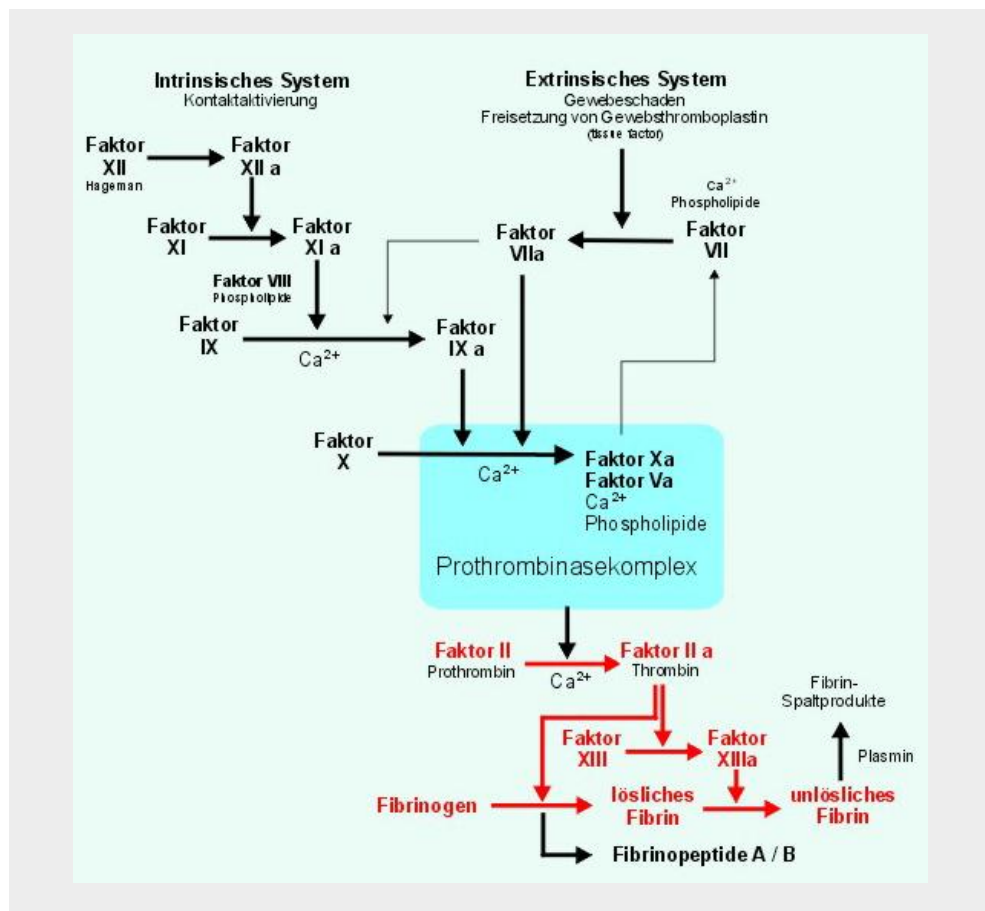 Intrinsisches System
Kontaktaktivierung
Extrinsisches System
Gewebeschaden
Freisetzung von Gewebsthromboplastin
(tissue factor)
Faktor
XII
Hageman
Faktor
XII a
Ca2+
Phospholipide
Faktor
XI
Faktor
XI a
Faktor
VIIa
Faktor
VII
Faktor VIII
Phospholipide
Faktor
IX
Ca2+
Faktor
IX a
Faktor
X
Ca2+
Faktor Xa
Faktor Va
Ca2+
Phospholipide
Prothrombinasekomplex
Faktor II
Prothrombin
Ca2+
Faktor II a
Thrombin
Fibrin-
Spaltprodukte
Faktor
XIII
Faktor
XIIIa
Plasmin
Fibrinogen
lösliches
Fibrin
unlösliches
Fibrin
Fibrinopeptide A / B